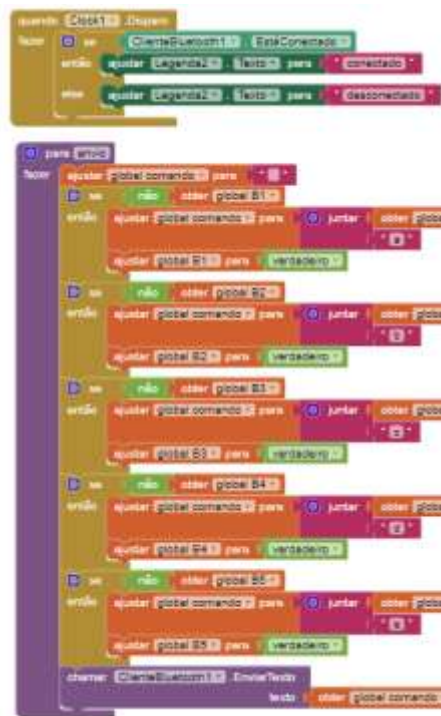 quando Clock1 .Dispara
fazer se ClienteBluetooth1 . EstáConectado
então ajustar Legenda2 . Texto para " conectado "
else ajustar Legenda2 . Texto para " desconectado "
para envio
fazer ajustar global comando para " "
se não obter global B1
então ajustar global comando para juntar obter
ajustar global B1 para verdadeiro
se não obter global B2
então ajustar global comando para juntar obter
ajustar global B2 para verdadeiro
se não obter global B3
então ajustar global comando para juntar obter
ajustar global B3 para verdadeiro
se não obter global B4
então ajustar global comando para juntar obter
ajustar global B4 para verdadeiro
se não obter global B5
então ajustar global comando para juntar obter
ajustar global B5 para verdadeiro
chamar ClienteBluetooth1 .EnviarTexto
texto obter global comando